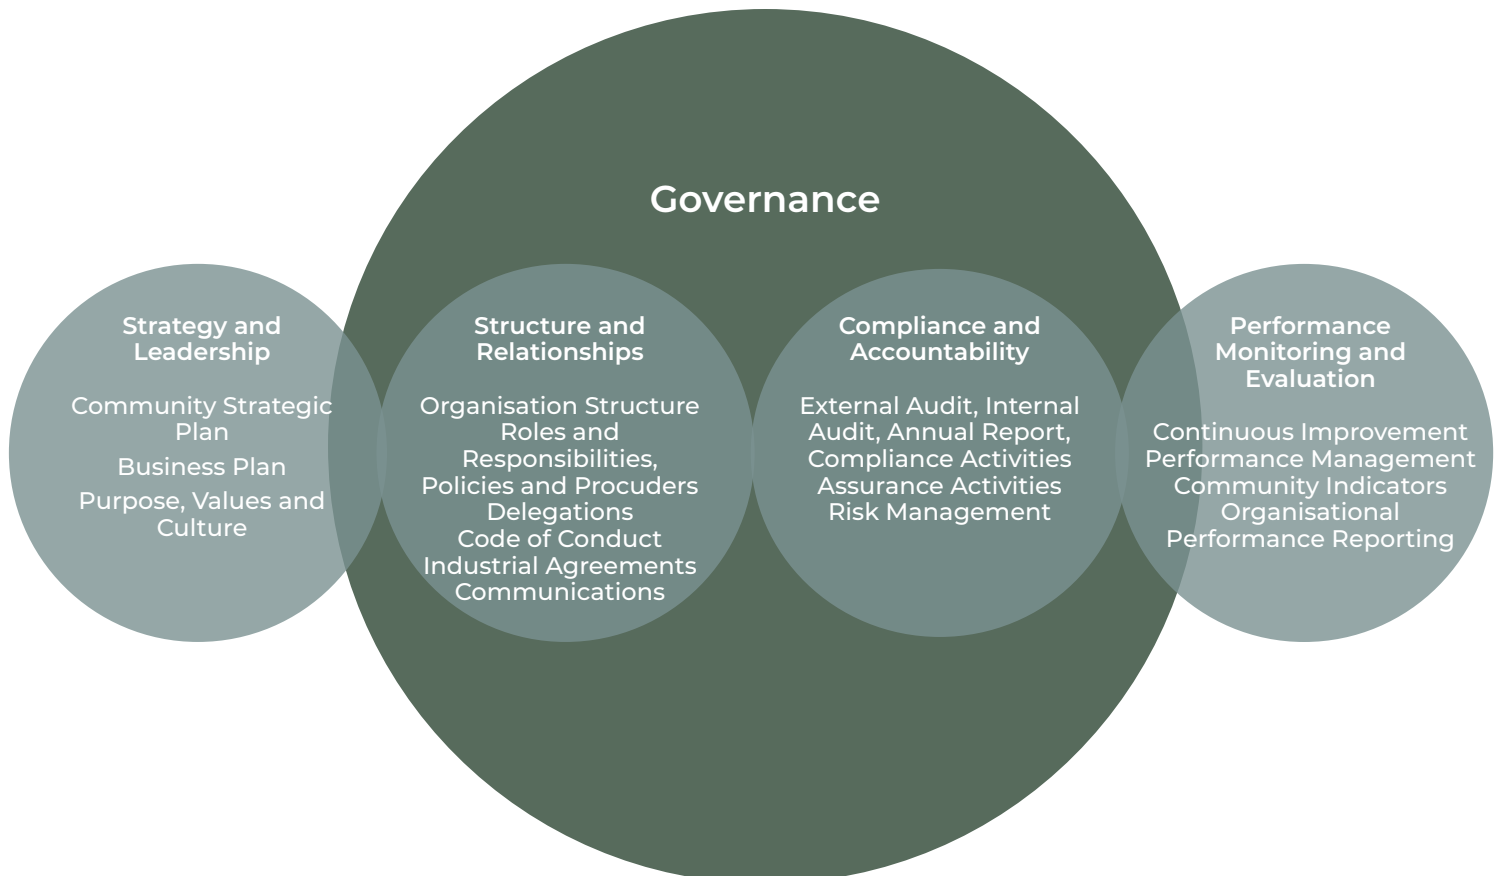 Governance
Strategy and
Leadership
Community Strategic
Plan
Business Plan
Purpose, Values and
Culture
Structure and
Relationships
Organisation Structure
Roles and
Responsibilities,
Policies and Procuders
Delegations
Code of Conduct
Industrial Agreements
Communications
Compliance and
Accountability
External Audit, Internal
Audit, Annual Report,
Compliance Activities
Assurance Activities
Risk Management
Performance
Monitoring and
Evaluation
Continuous Improvement
Performance Management
Community Indicators
Organisational
Performance Reporting